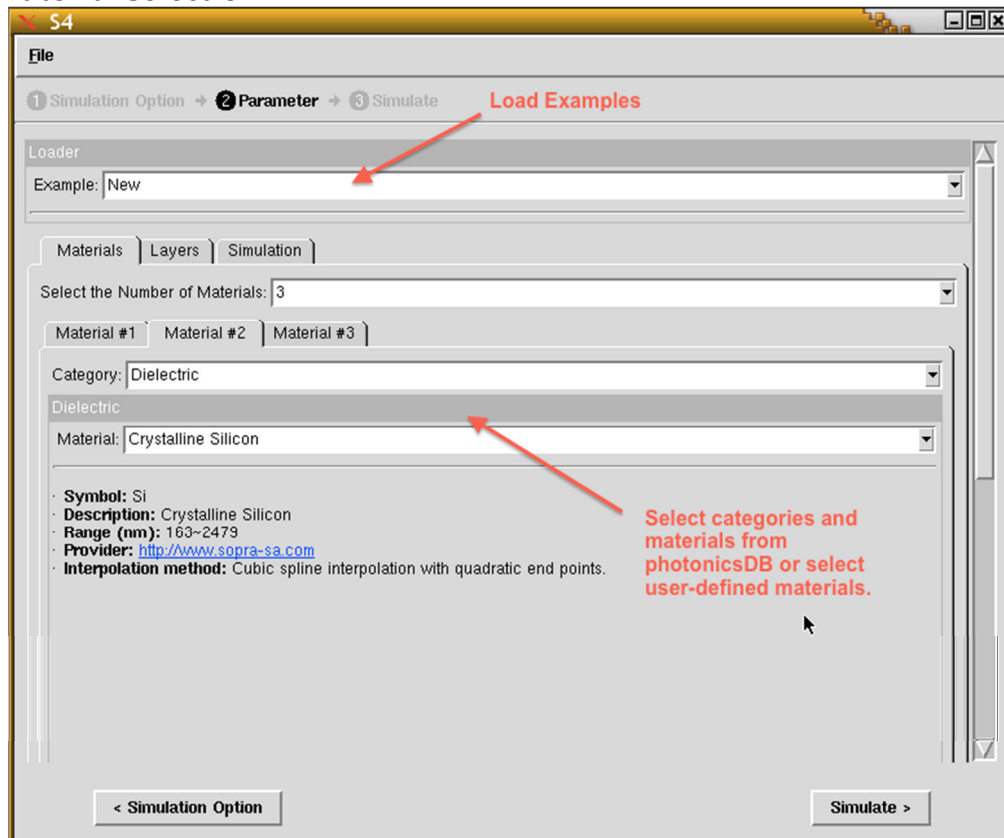 S4
File
1 Simulation Option → 2 Parameter → 3 Simulate
Load Examples
Loader
Example: New
Materials Layers Simulation
Select the Number of Materials: 3
Material #1 Material #2 Material #3
Category: Dielectric
Dielectric
Material: Crystalline Silicon
· Symbol: Si
· Description: Crystalline Silicon
· Range (nm): 163~2479
· Provider: http://www.sopra-sa.com
· Interpolation method: Cubic spline interpolation with quadratic end points.
Select categories and
materials from
photonicsDB or select
user-defined materials.
< Simulation Option
Simulate >